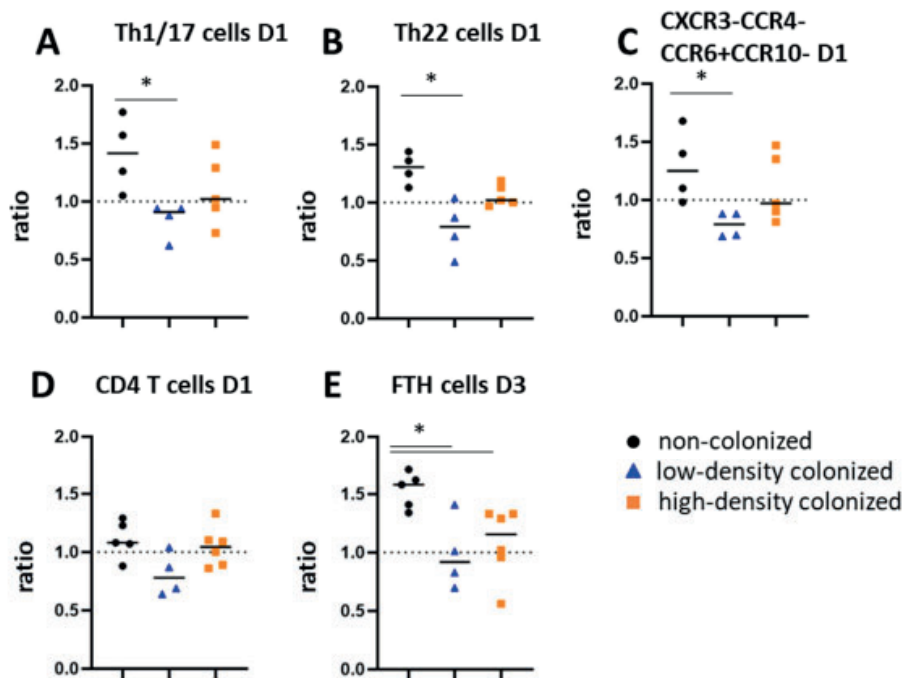 A
Th1/17 cells D1
*
2.0
1.5
1.0
0.5
0.0
ratio
B
Th22 cells D1
*
2.0
1.5
1.0
0.5
0.0
ratio
C
CXCR3-CCR4-
CCR6+CCR10- D1
*
2.0
1.5
1.0
0.5
0.0
ratio
D
CD4 T cells D1
2.0
1.5
1.0
0.5
0.0
ratio
E
FTH cells D3
*
2.0
1.5
1.0
0.5
0.0
ratio
non-colonized
low-density colonized
high-density colonized